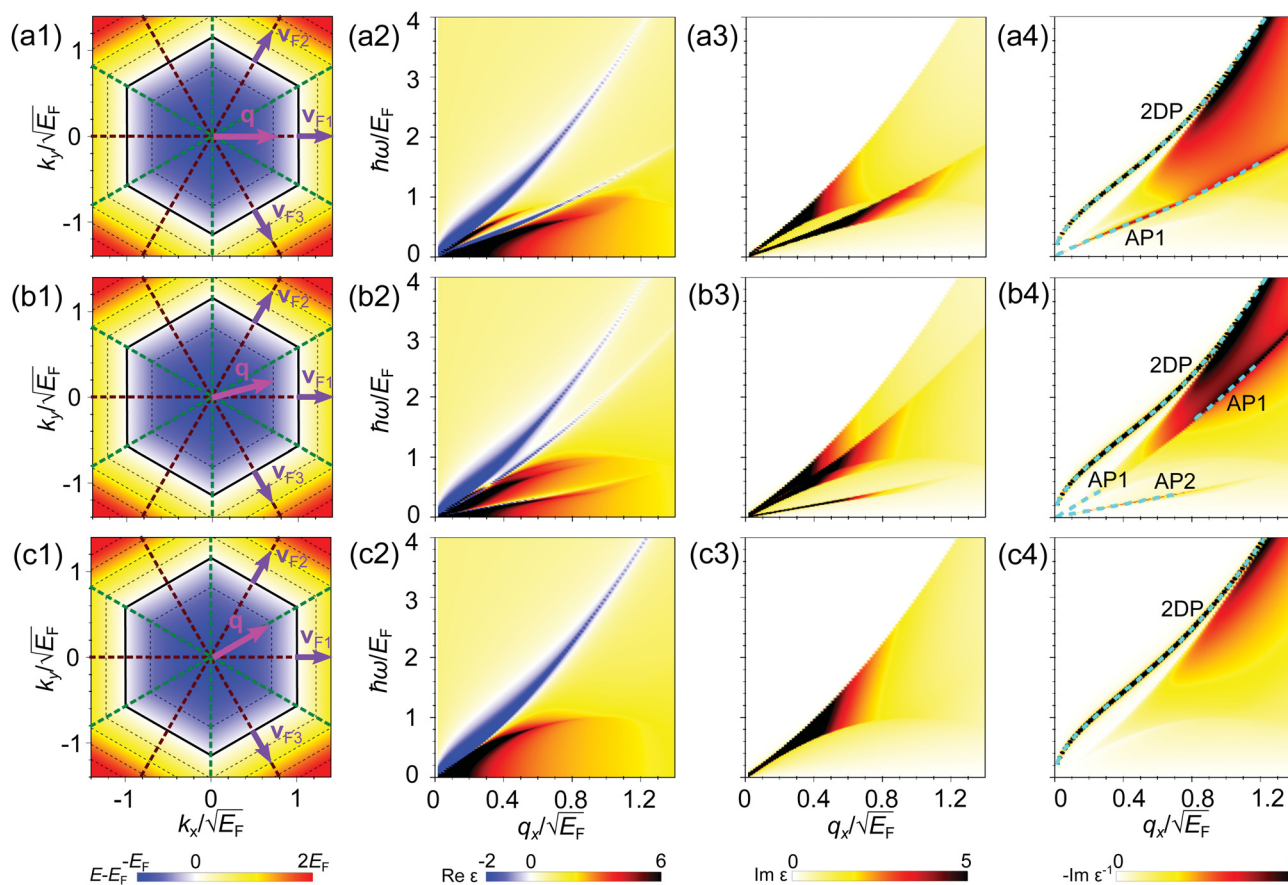 (a1)
1
0
-1
k_y/√E_F
v_F2
q
v_F1
v_F3
(a2)
4
3
2
1
0
ħω/E_F
(a3)
(a4)
2DP
AP1
(b1)
1
0
-1
k_y/√E_F
v_F2
q
v_F1
v_F3
(b2)
4
3
2
1
0
ħω/E_F
(b3)
(b4)
2DP
AP1
AP1
AP2
(c1)
1
0
-1
k_y/√E_F
v_F2
q
v_F1
v_F3
-1 0 1
k_x/√E_F
(c2)
4
3
2
1
0
ħω/E_F
0 0.4 0.8 1.2
q_x/√E_F
(c3)
0 0.4 0.8 1.2
q_x/√E_F
(c4)
2DP
0 0.4 0.8 1.2
q_x/√E_F
E-E_F -E_F 0 2E_F
Re ε -2 0 6
Im ε 0 5
-Im ε⁻¹ 0